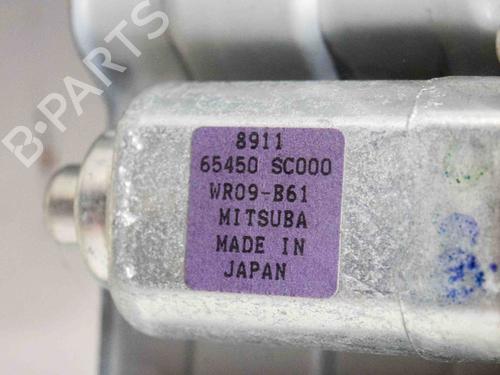 B-PARTS
8911
65450 SC000
WR09-B61
MITSUBA
MADE IN
JAPAN